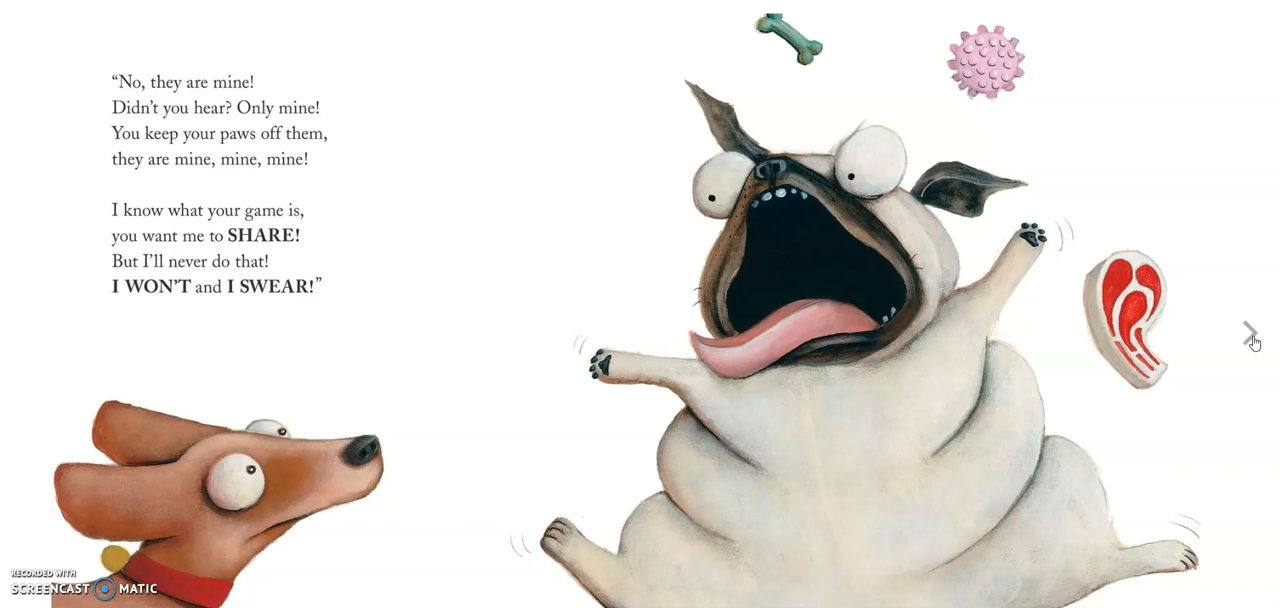 “No, they are mine!
Didn’t you hear? Only mine!
You keep your paws off them,
they are mine, mine, mine!
I know what your game is,
you want me to SHARE!
But I’ll never do that!
I WON’T and I SWEAR!”
RECORDED WITH
SCREENCAST MATIC